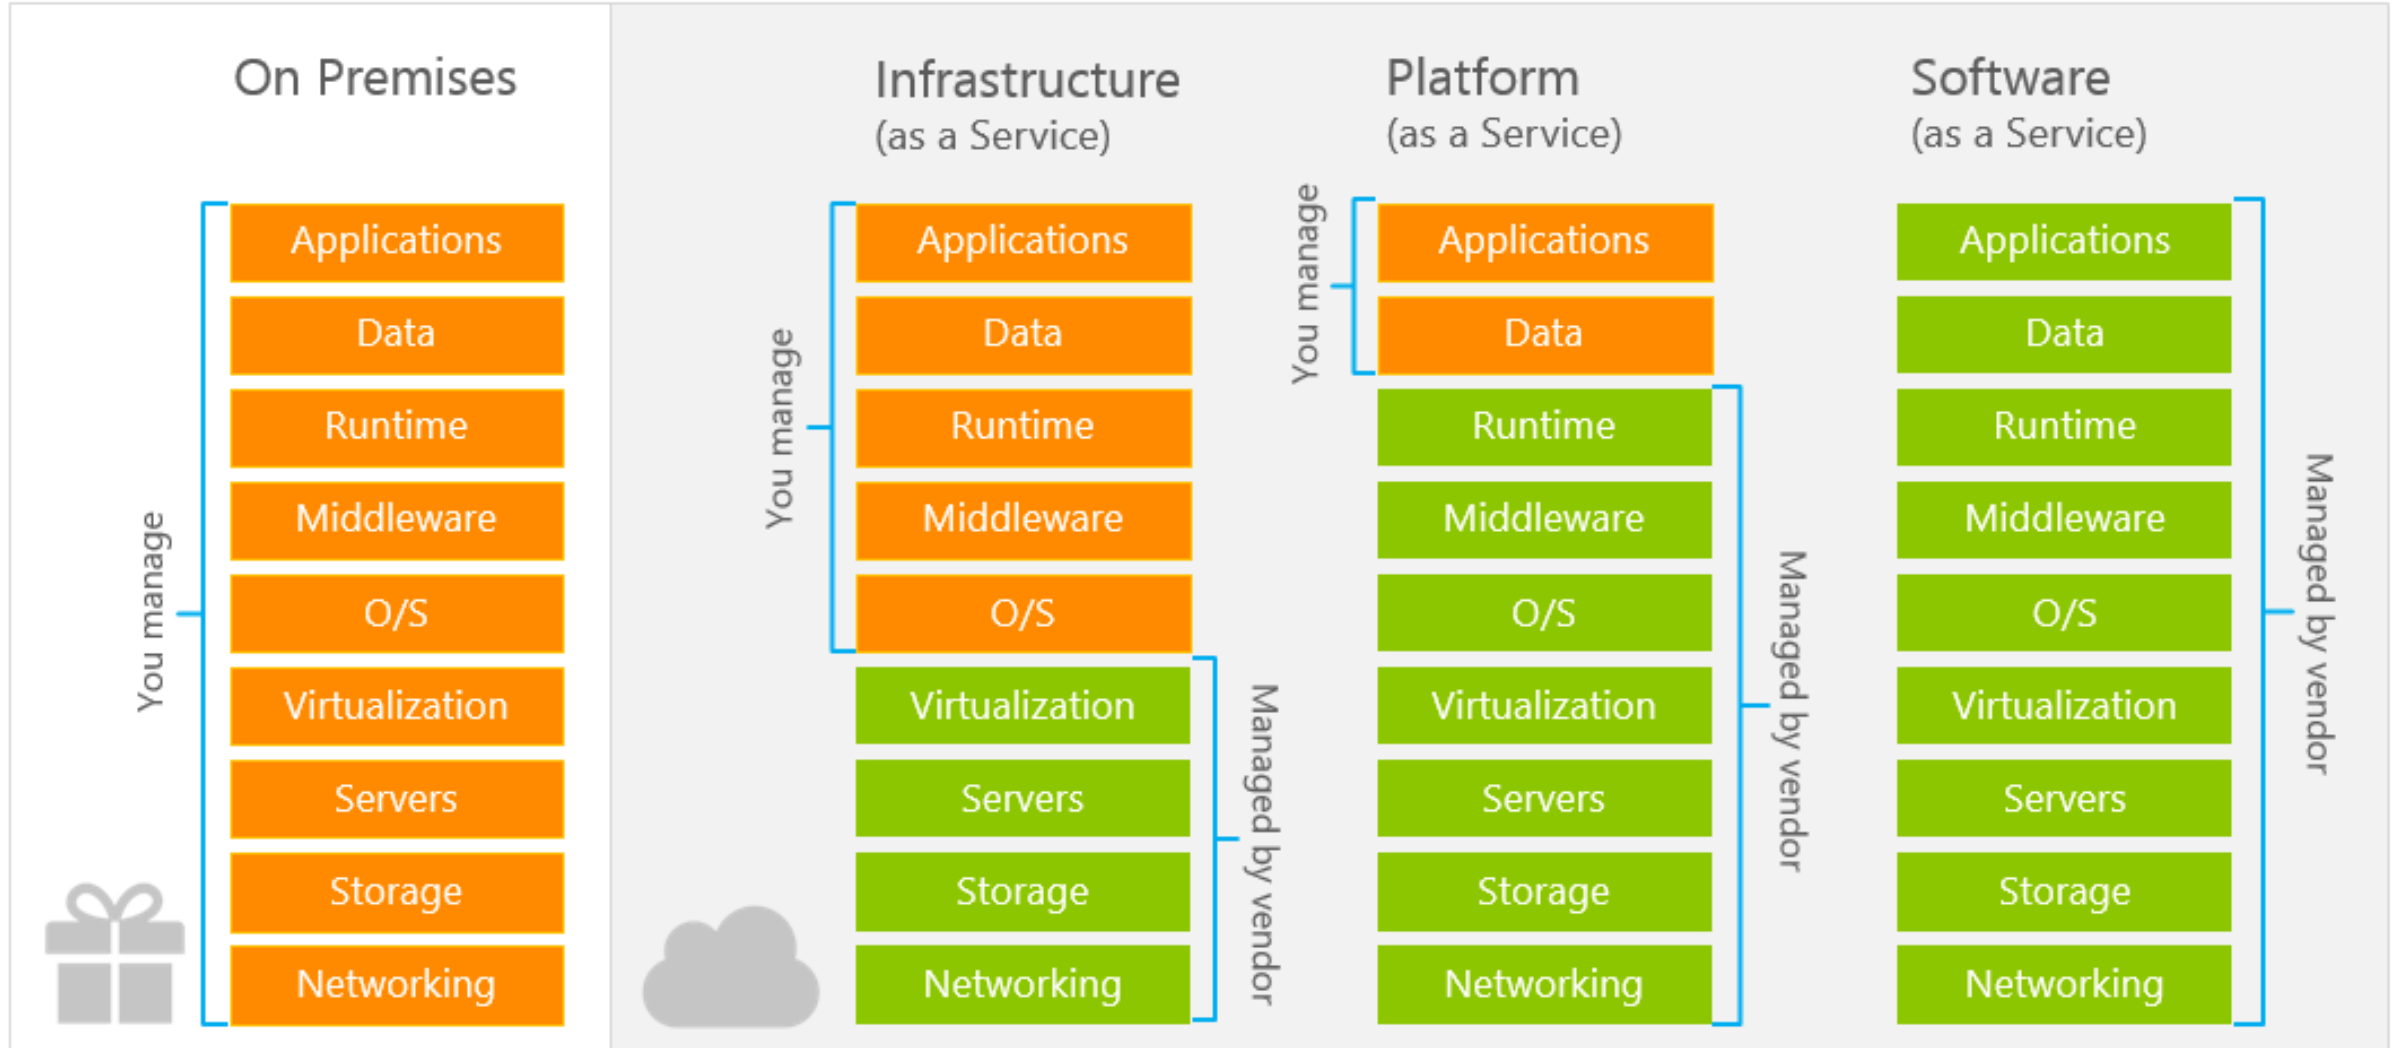 On Premises
You manage
Applications
Data
Runtime
Middleware
O/S
Virtualization
Servers
Storage
Networking
Infrastructure
(as a Service)
You manage
Applications
Data
Runtime
Middleware
O/S
Virtualization
Servers
Storage
Networking
Managed by vendor
Platform
(as a Service)
You manage
Applications
Data
Runtime
Middleware
O/S
Virtualization
Servers
Storage
Networking
Managed by vendor
Software
(as a Service)
Applications
Data
Runtime
Middleware
O/S
Virtualization
Servers
Storage
Networking
Managed by vendor